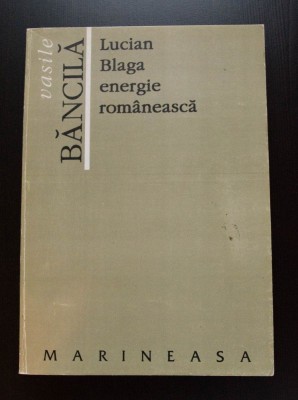 vasile
BĂNCILĂ
Lucian
Blaga
energie
românească
MARINEASA